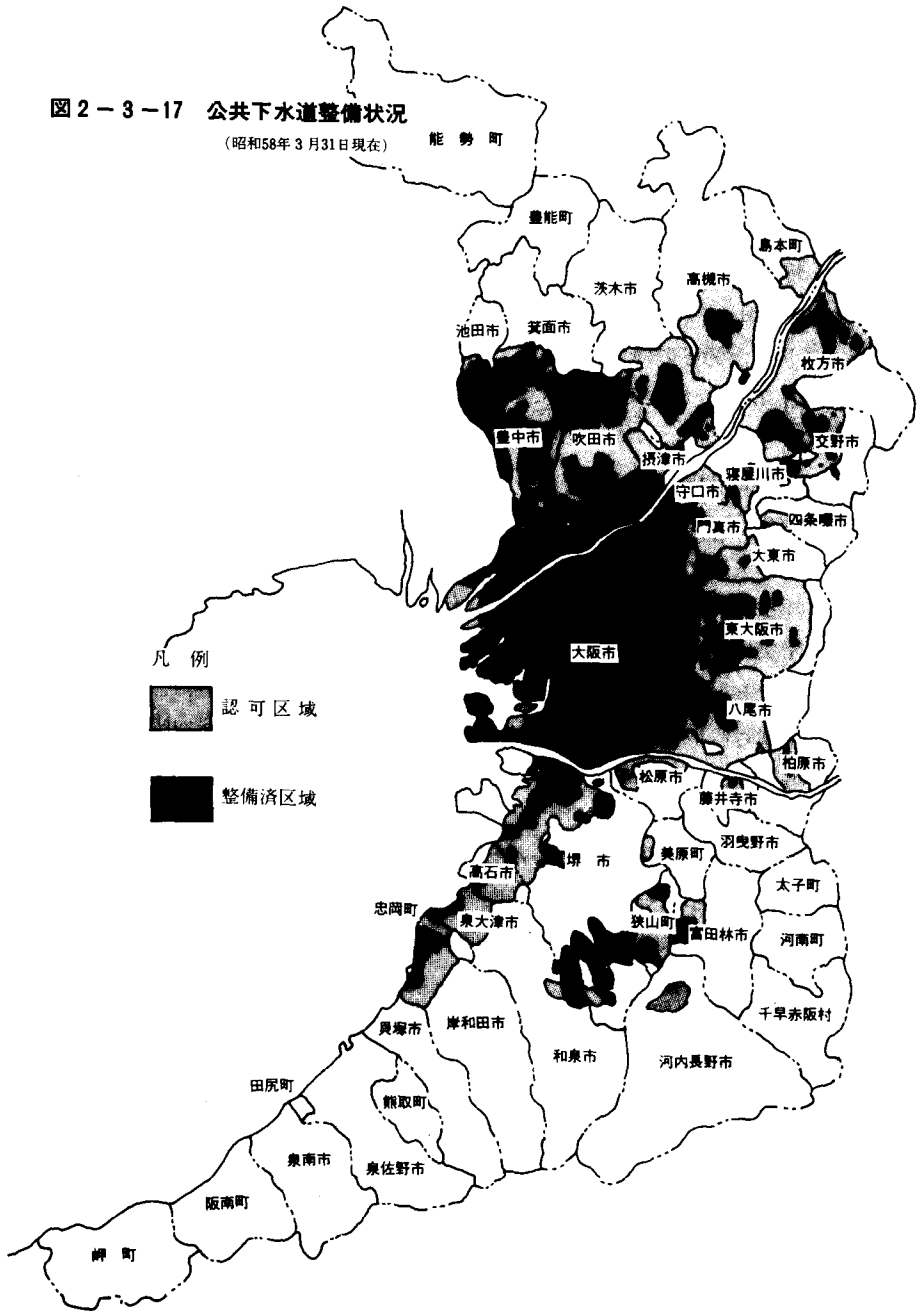 図2-3-17 公共下水道整備状況
(昭和58年3月31日現在)
能勢町
豊能町
島本町
茨木市
高槻市
池田市
箕面市
枚方市
豊中市
吹田市
交野市
摂津市
寝屋川市
守口市
四条畷市
門真市
大東市
東大阪市
大阪市
凡例
認可区域
八尾市
柏原市
松原市
整備済区域
藤井寺市
羽曳野市
美原町
堺市
高石市
太子町
忠岡町
泉大津市
狭山町
富田林市
河南町
千早赤阪村
貝塚市
岸和田市
和泉市
河内長野市
田尻町
熊取町
泉南市
泉佐野市
阪南町
岬町